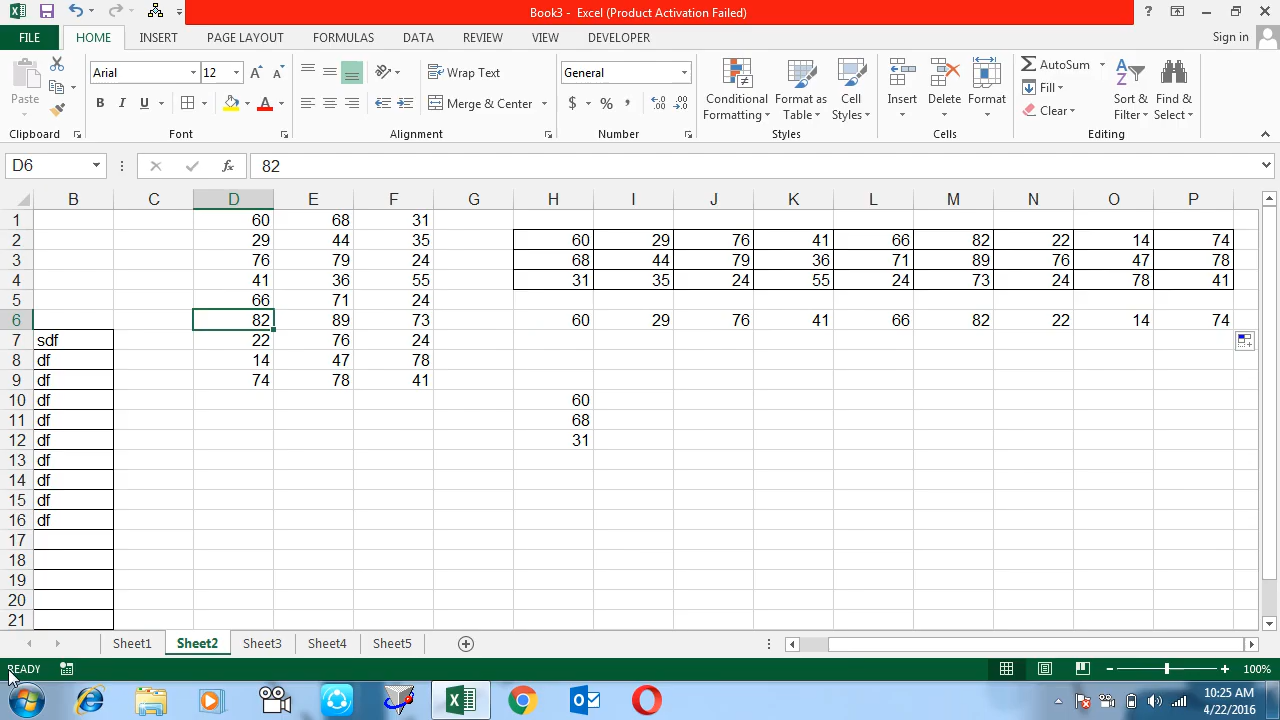 Book3 - Excel (Product Activation Failed)
FILE HOME INSERT PAGE LAYOUT FORMULAS DATA REVIEW VIEW DEVELOPER Sign in
Paste Arial 12 Wrap Text General Conditional Formatting Format as Table Cell Styles Insert Delete Format AutoSum Sort & Filter Find & Select
B I U Merge & Center $ % , Fill
Clear
Clipboard Font Alignment Number Styles Cells Editing
D6 fx 82
B C D E F G H I J K L M N O P
1 60 68 31
2 29 44 35 60 29 76 41 66 82 22 14 74
3 76 79 24 68 44 79 36 71 89 76 47 78
4 41 36 55 31 35 24 55 24 73 24 78 41
5 66 71 24
6 82 89 73 60 29 76 41 66 82 22 14 74
7 sdf 22 76 24
8 df 14 47 78
9 df 74 78 41
10 df 60
11 df 68
12 df 31
13 df
14 df
15 df
16 df
17
18
19
20
21
Sheet1 Sheet2 Sheet3 Sheet4 Sheet5
READY 100%
10:25 AM
4/22/2016